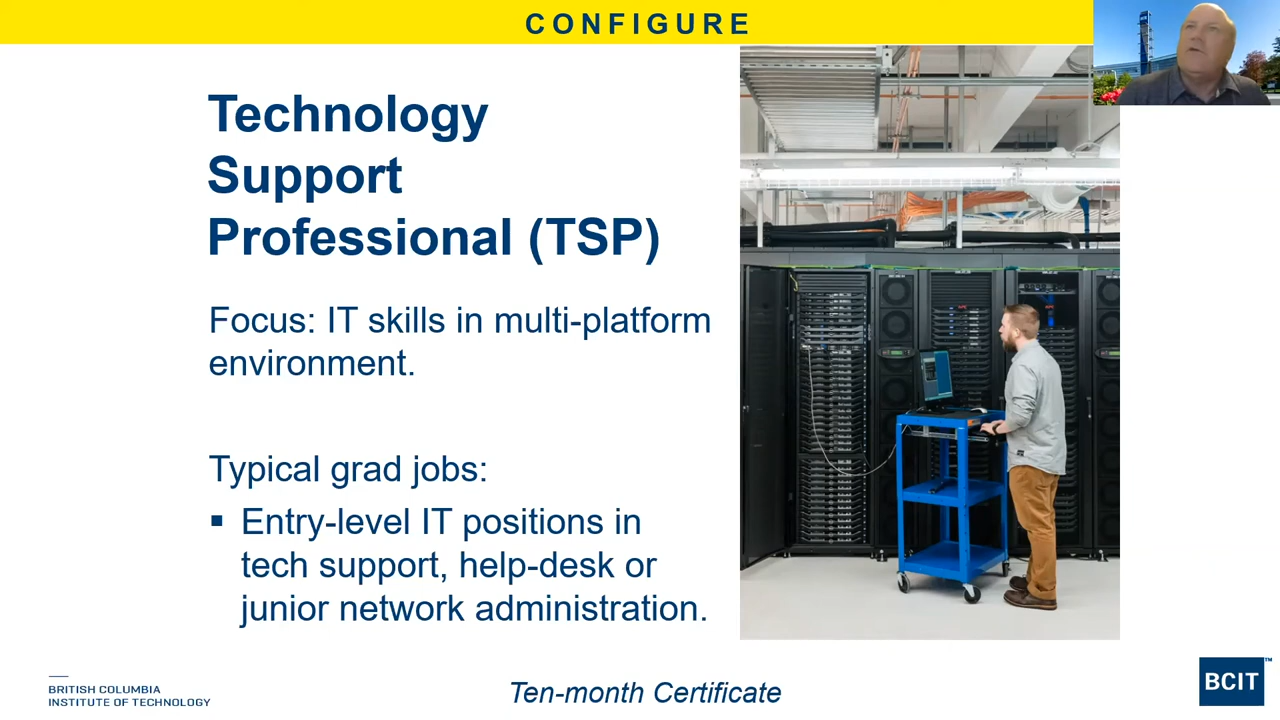 CONFIGURE
Technology
Support
Professional (TSP)
Focus: IT skills in multi-platform
environment.
Typical grad jobs:
▪ Entry-level IT positions in
tech support, help-desk or
junior network administration.
BRITISH COLUMBIA
INSTITUTE OF TECHNOLOGY
Ten-month Certificate
BCIT™